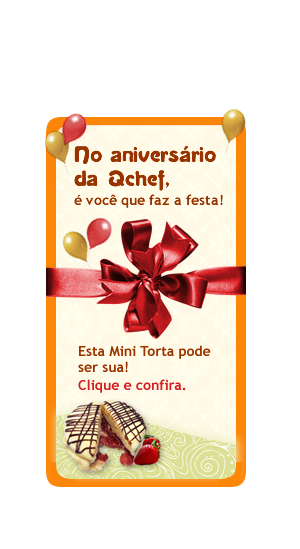 No aniversário
da Qchef,
é você que faz a festa!
Esta Mini Torta pode
ser sua!
Clique e confira.